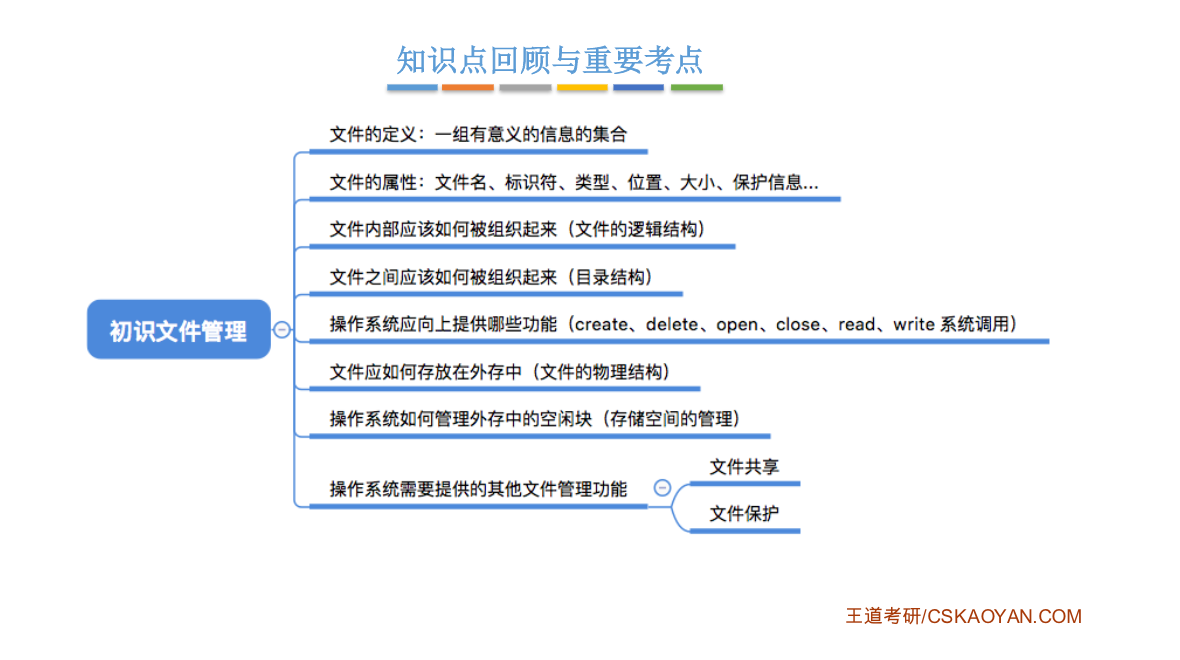 知识点回顾与重要考点
文件的定义：一组有意义的信息的集合
文件的属性：文件名、标识符、类型、位置、大小、保护信息...
文件内部应该如何被组织起来（文件的逻辑结构）
文件之间应该如何被组织起来（目录结构）
初识文件管理
操作系统应向上提供哪些功能（create、delete、open、close、read、write 系统调用）
文件应如何存放在外存中（文件的物理结构）
操作系统如何管理外存中的空闲块（存储空间的管理）
操作系统需要提供的其他文件管理功能
文件共享
文件保护
王道考研/CSKAOYAN.COM